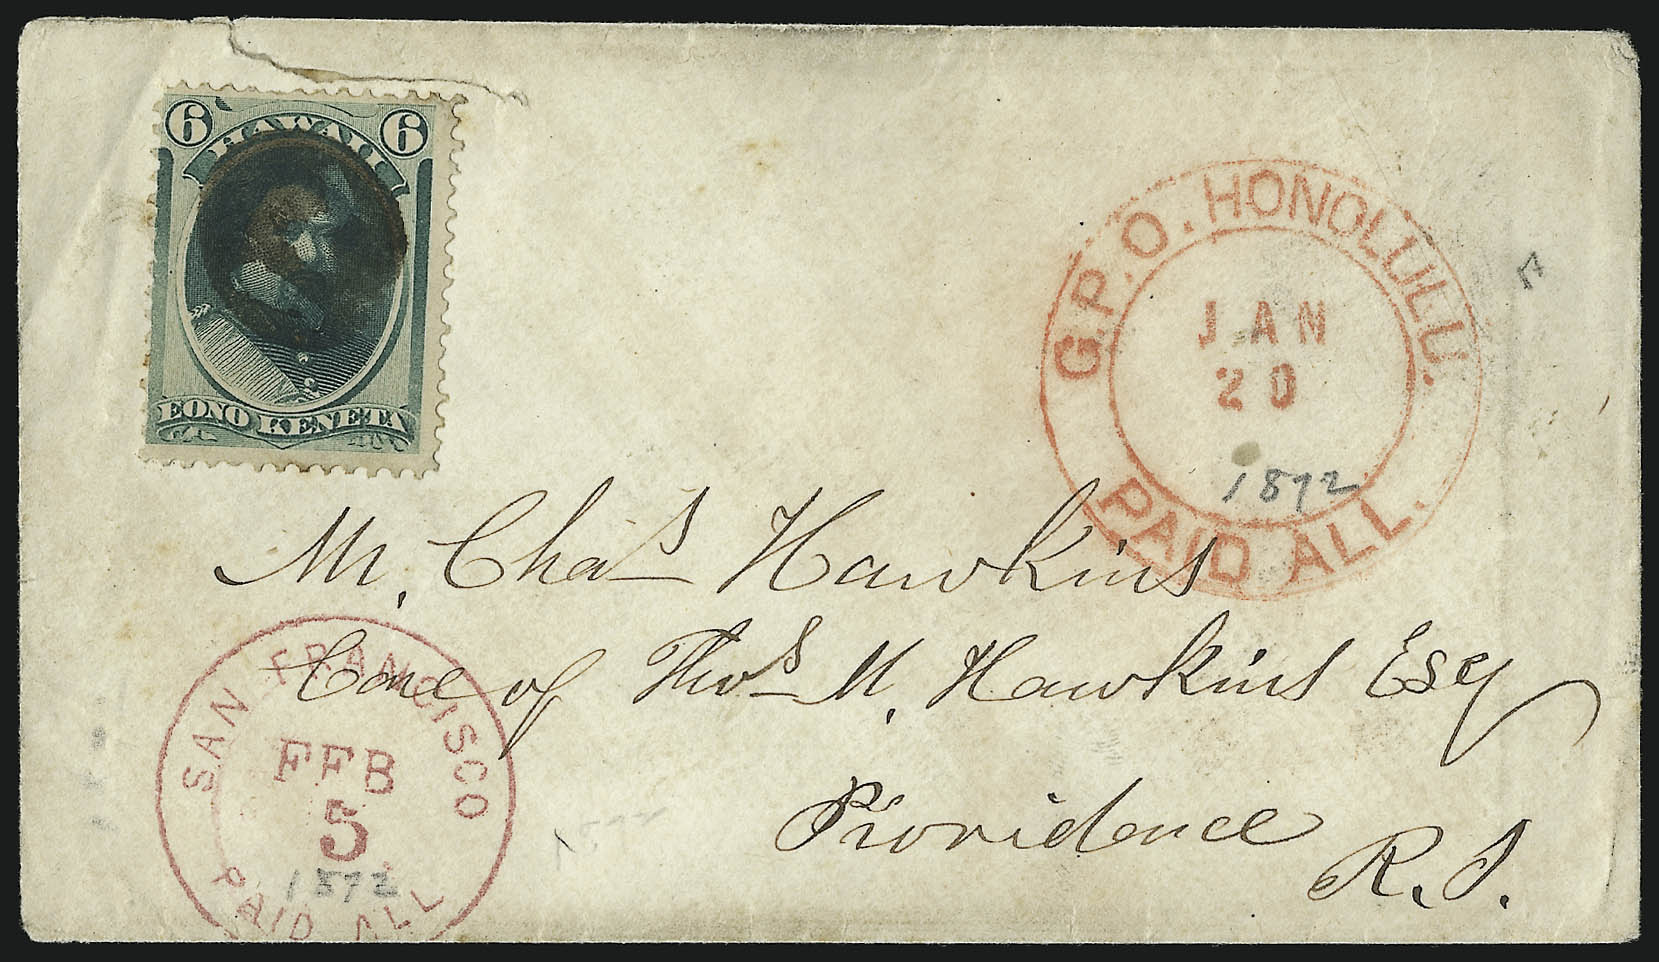 6 HAWAII 6
EONO KENETA
G.P.O. HONOLULU.
JAN
20
1872
PAID ALL.
Mr. Chas Hawkins
Care of Thos M. Hawkins Esq
Providence
R.I.
SAN FRANCISCO
FEB
5
1872
PAID ALL